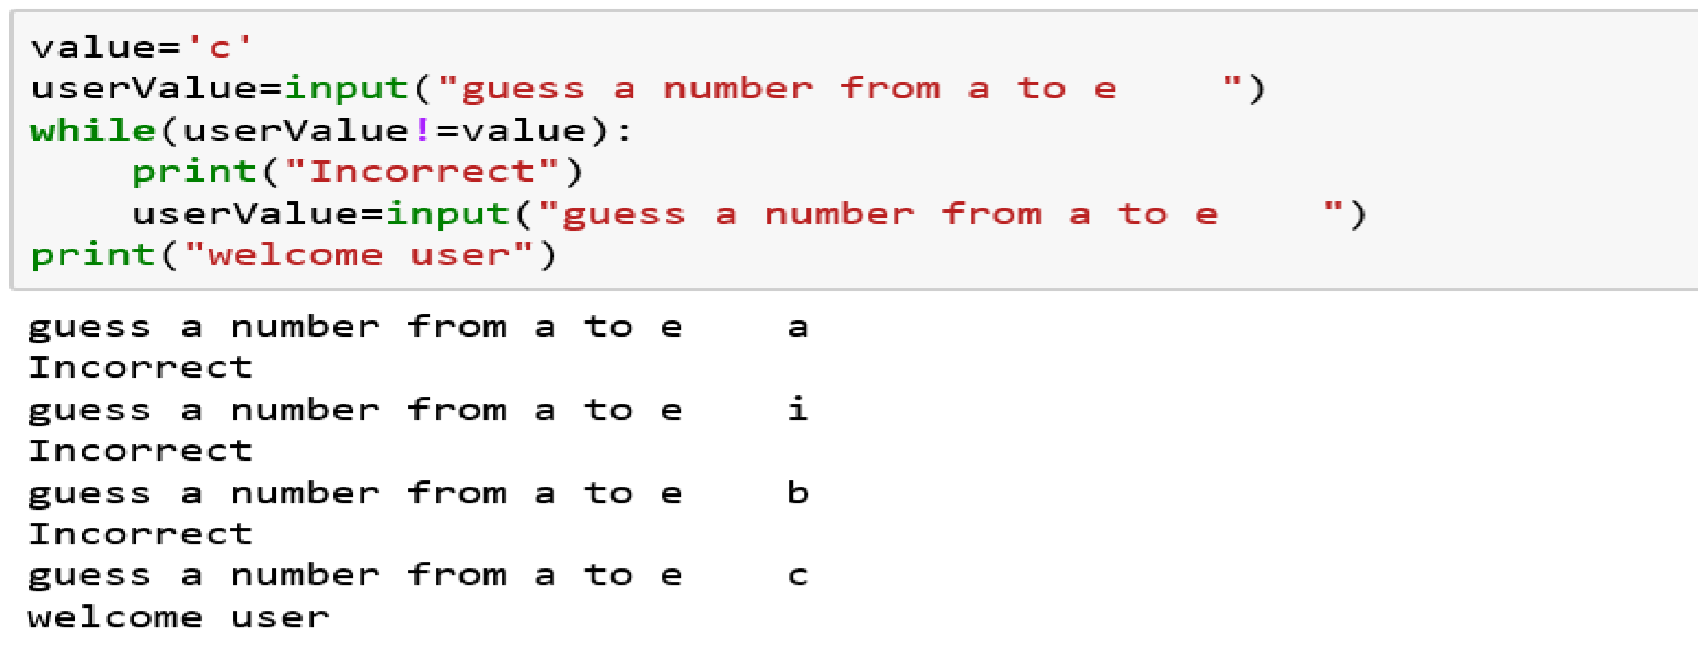 value='c'
userValue=input("guess a number from a to e    ")
while(userValue!=value):
    print("Incorrect")
    userValue=input("guess a number from a to e    ")
print("welcome user")
guess a number from a to e    a
Incorrect
guess a number from a to e    i
Incorrect
guess a number from a to e    b
Incorrect
guess a number from a to e    c
welcome user